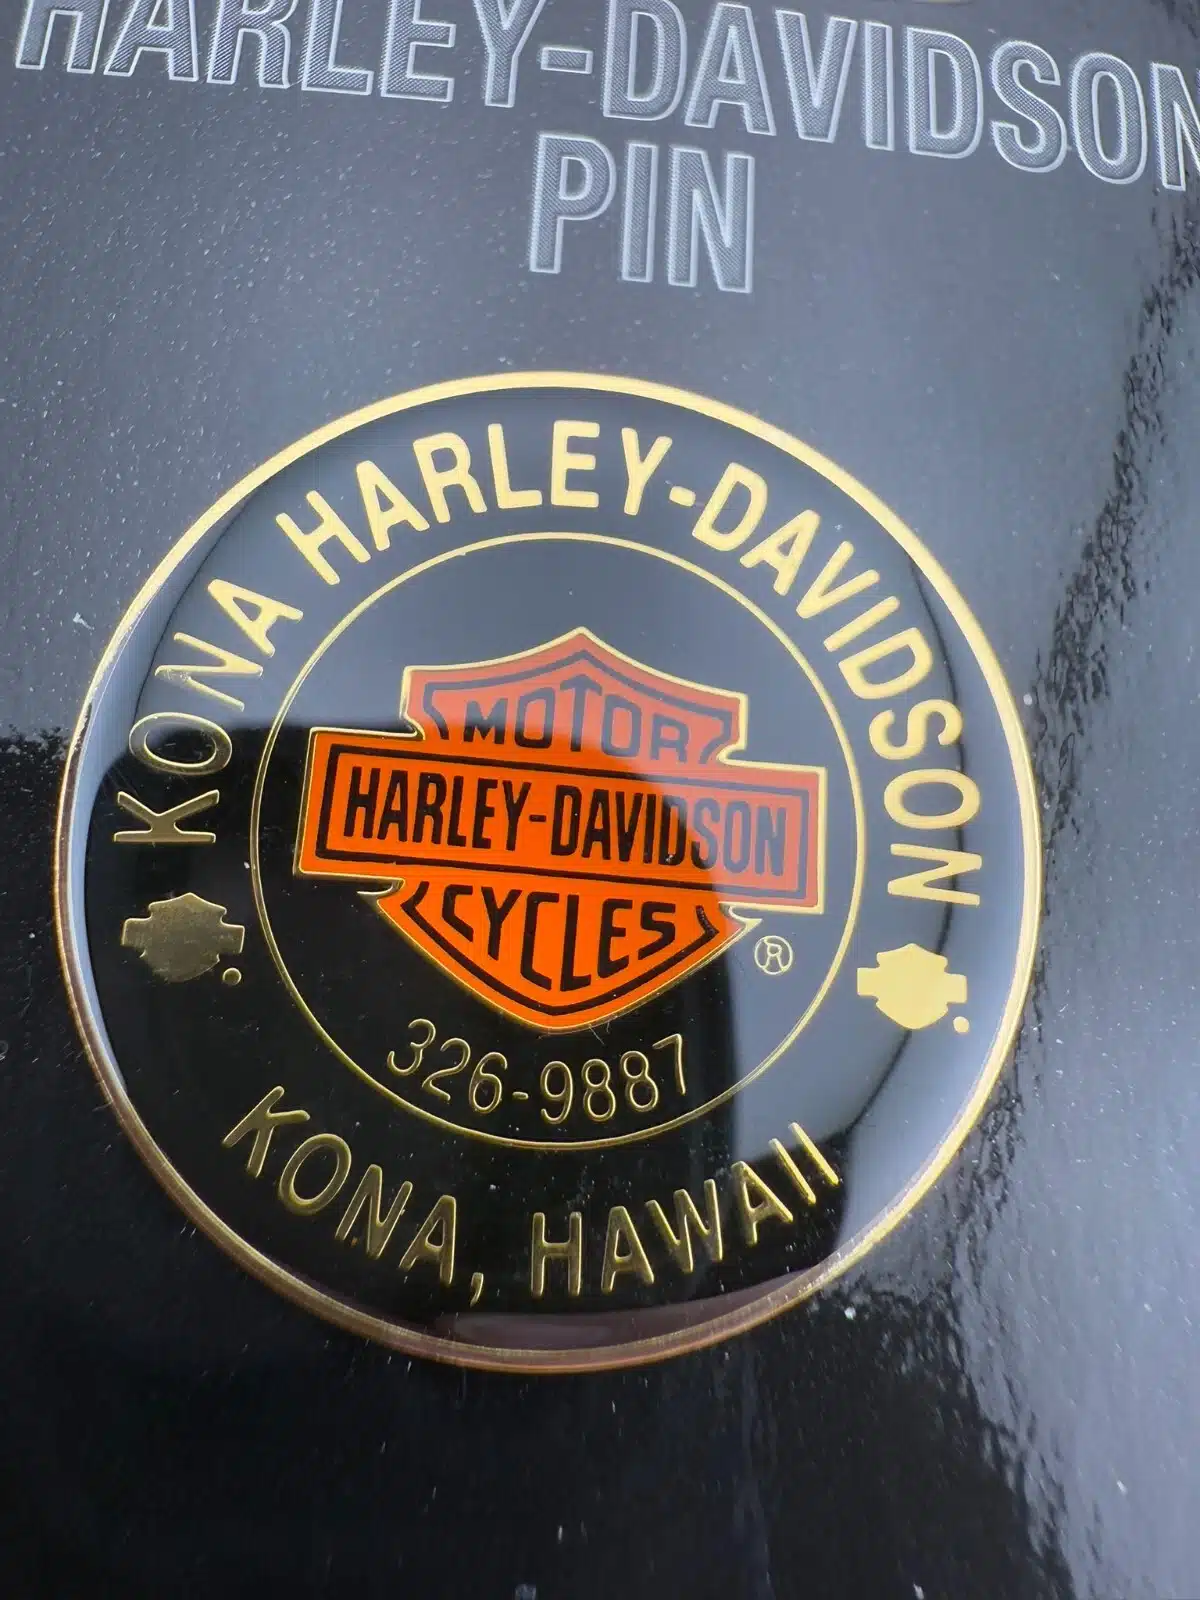 HARLEY-DAVIDSON
PIN
KONA HARLEY-DAVIDSON
MOTOR
HARLEY-DAVIDSON
CYCLES
®
326-9887
KONA, HAWAII